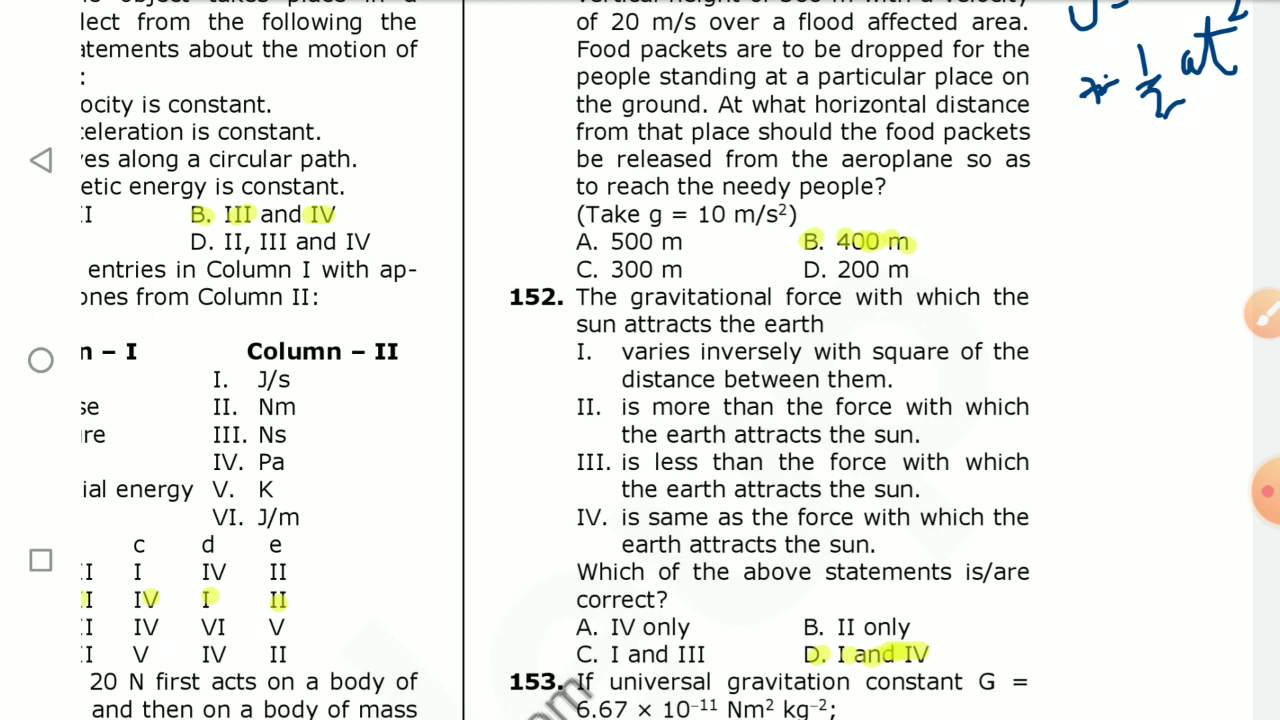 lect from the following the
atements about the motion of
:
ocity is constant.
celeration is constant.
ves along a circular path.
etic energy is constant.
II B. III and IV
D. II, III and IV
entries in Column I with ap-
ones from Column II:
n – I Column – II
I. J/s
se II. Nm
re III. Ns
IV. Pa
ial energy V. K
VI. J/m
c d e
II I IV II
II IV I II
II IV VI V
II V IV II
20 N first acts on a body of
and then on a body of mass
of 20 m/s over a flood affected area.
Food packets are to be dropped for the
people standing at a particular place on
the ground. At what horizontal distance
from that place should the food packets
be released from the aeroplane so as
to reach the needy people?
(Take g = 10 m/s²)
A. 500 m B. 400 m
C. 300 m D. 200 m
152. The gravitational force with which the
sun attracts the earth
I. varies inversely with square of the
distance between them.
II. is more than the force with which
the earth attracts the sun.
III. is less than the force with which
the earth attracts the sun.
IV. is same as the force with which the
earth attracts the sun.
Which of the above statements is/are
correct?
A. IV only B. II only
C. I and III D. I and IV
153. If universal gravitation constant G =
6.67 × 10⁻¹¹ Nm² kg⁻²;
½ at²